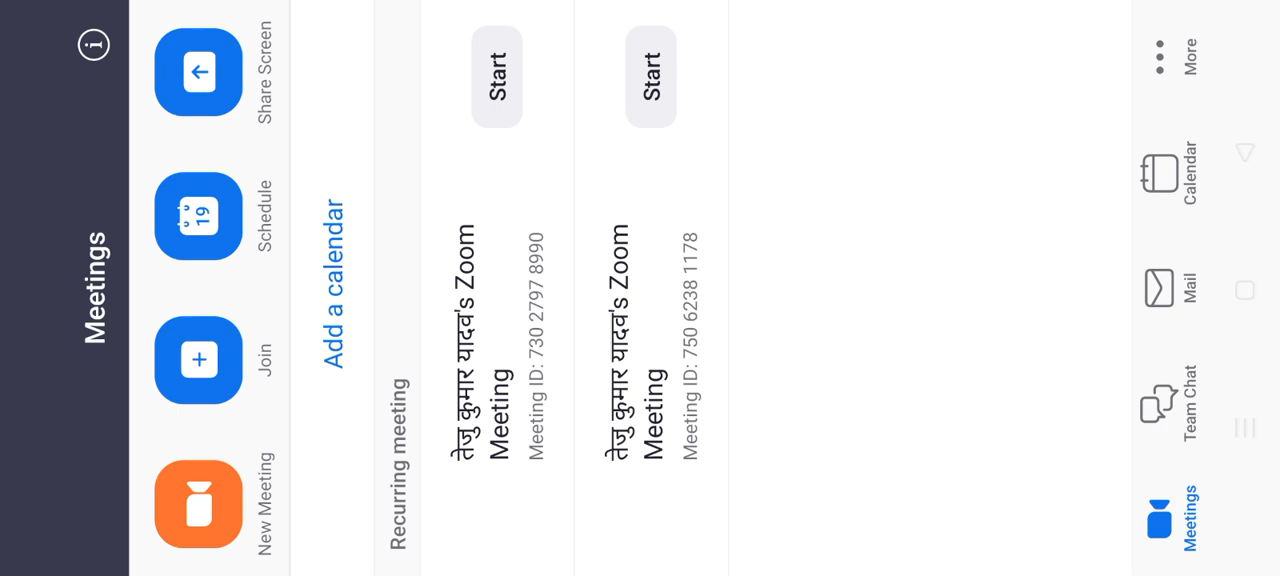 Meetings
New Meeting
Join
19
Schedule
Share Screen
Add a calendar
Recurring meeting
तेजु कुमार यादव's Zoom
Meeting
Meeting ID: 730 2797 8990
Start
तेजु कुमार यादव's Zoom
Meeting
Meeting ID: 750 6238 1178
Start
Meetings
Team Chat
Mail
Calendar
More